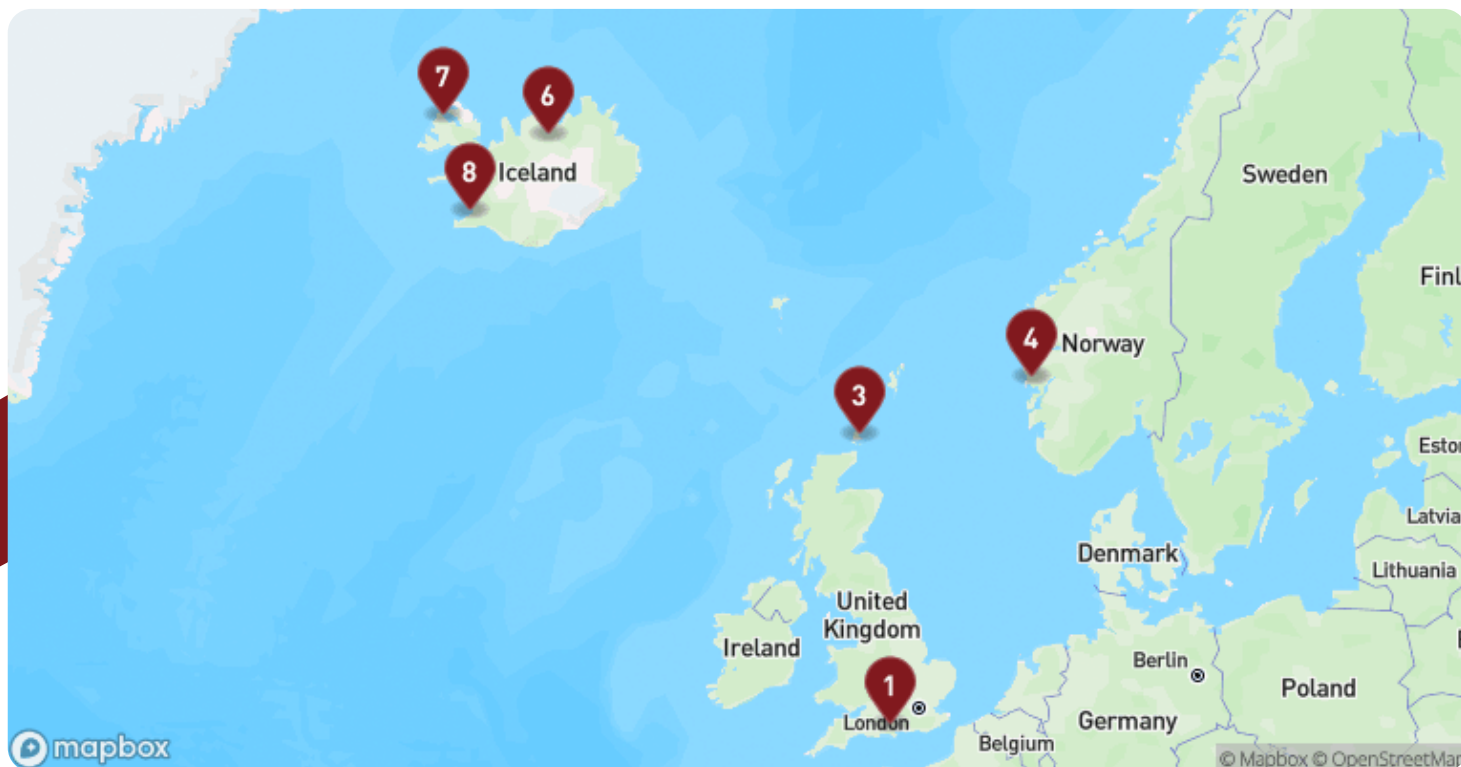 7
6
8
Iceland
Sweden
Finl
4
Norway
3
Estor
Latvia
Denmark
Lithuania
United
Kingdom
Ireland
Berlin
1
Poland
London
Germany
Belgium
mapbox
© Mapbox © OpenStreetMap